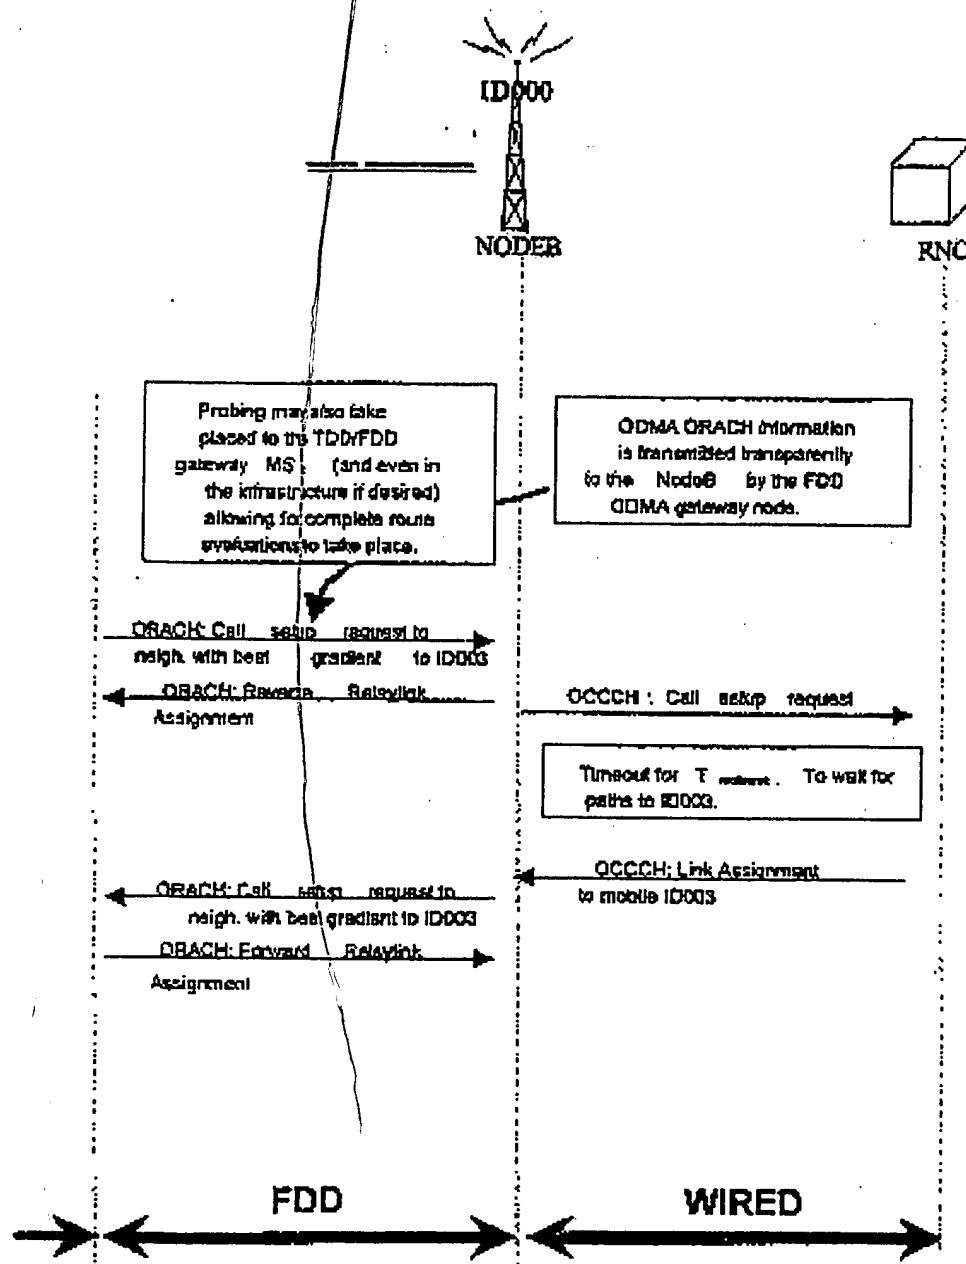 ID000
NODEB
RNC
Probing may also take
placed to the TDD/FDD
gateway MS (and even in
the infrastructure if desired)
allowing for complete route
evaluations to take place.
ODMA ORACH information
is transmitted transparently
to the NodeB by the FDD
ODMA gateway node.
ORACH: Call setup request to
neigh. with best gradient to ID003
ORACH: Reverse Relaylink
Assignment
OCCCH : Call setup request
Timeout for T . To wait for
paths to ID003.
OCCCH: Link Assignment
to mobile ID003
ORACH: Call setup request to
neigh. with best gradient to ID003
ORACH: Forward Relaylink
Assignment
FDD
WIRED